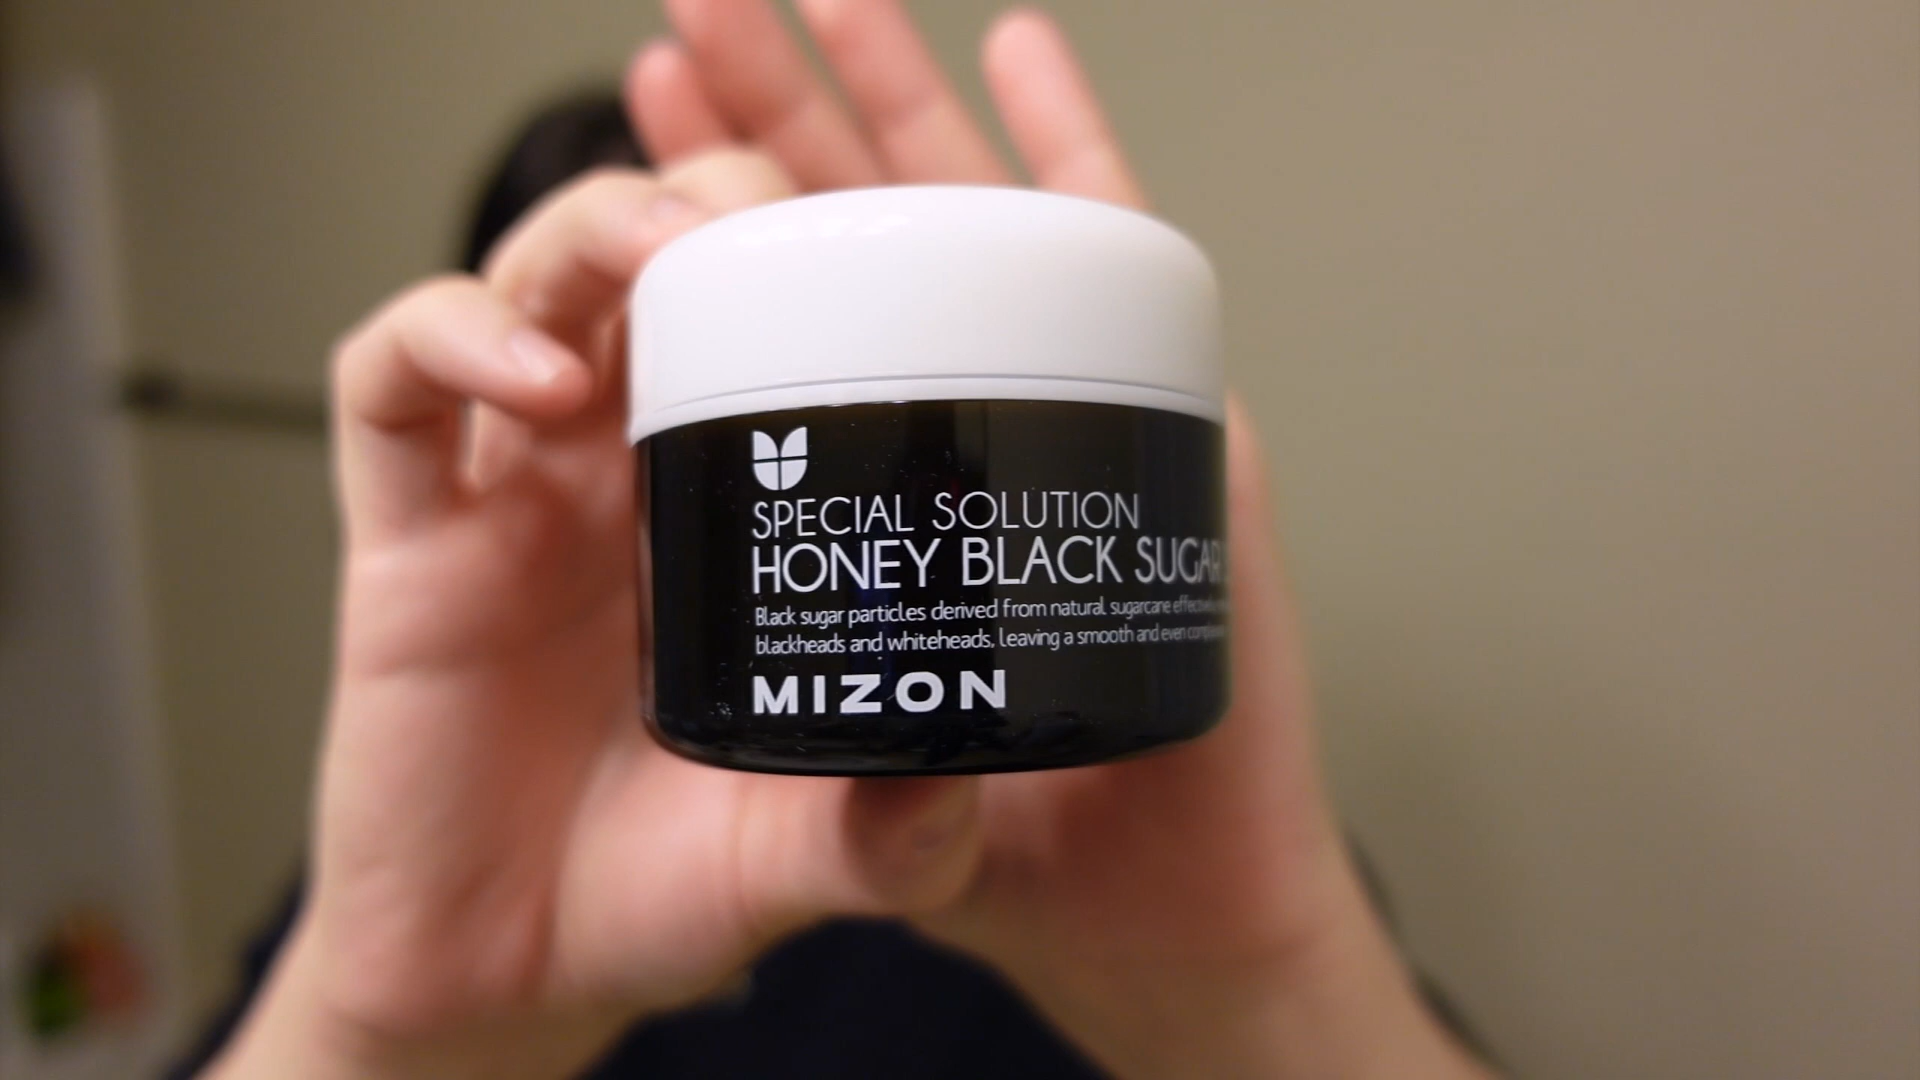 SPECIAL SOLUTION
HONEY BLACK SUGAR
Black sugar particles derived from natural sugarcane
blackheads and whiteheads, leaving a smooth and even
MIZON